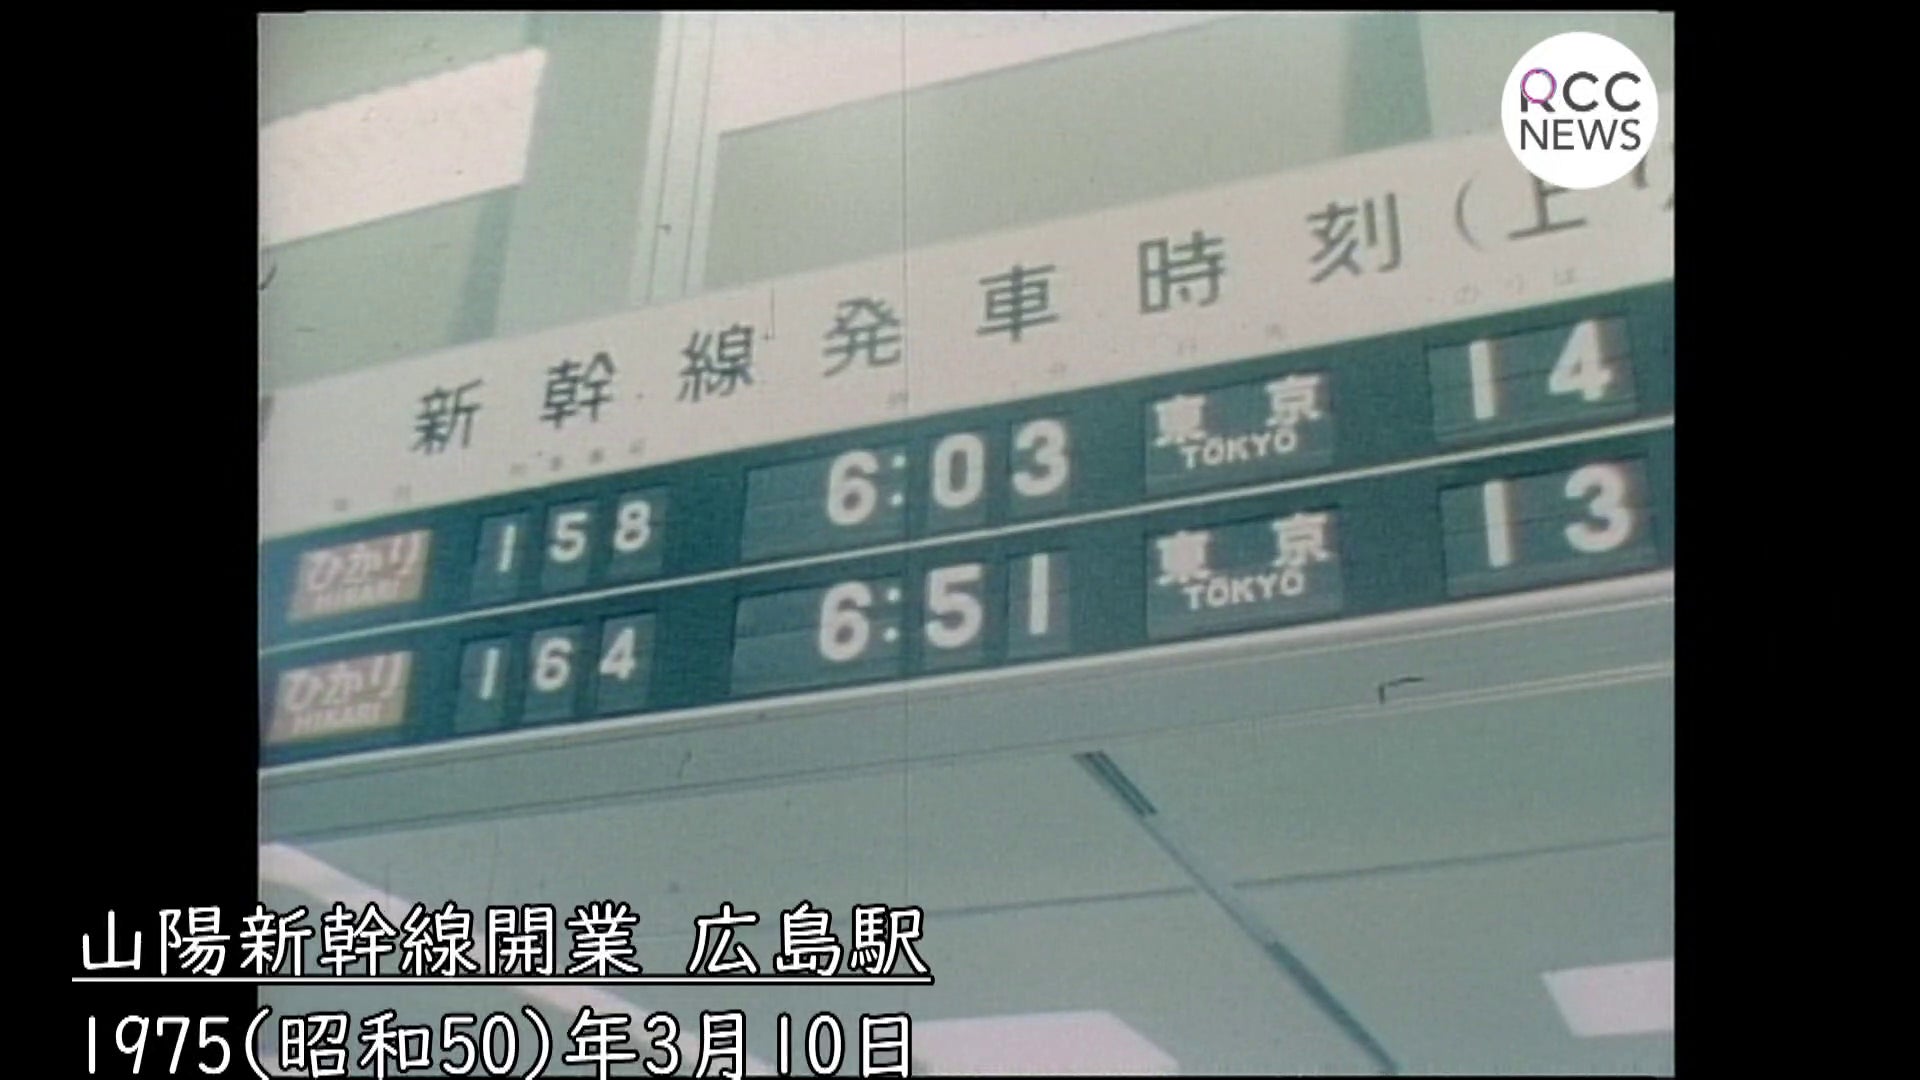 RCC
NEWS
新幹線発車時刻(上り
ひかり 158 6:03 東京 14
HIKARI TOKYO
ひかり 164 6:51 東京 13
HIKARI TOKYO
山陽新幹線開業 広島駅
1975(昭和50)年3月10日